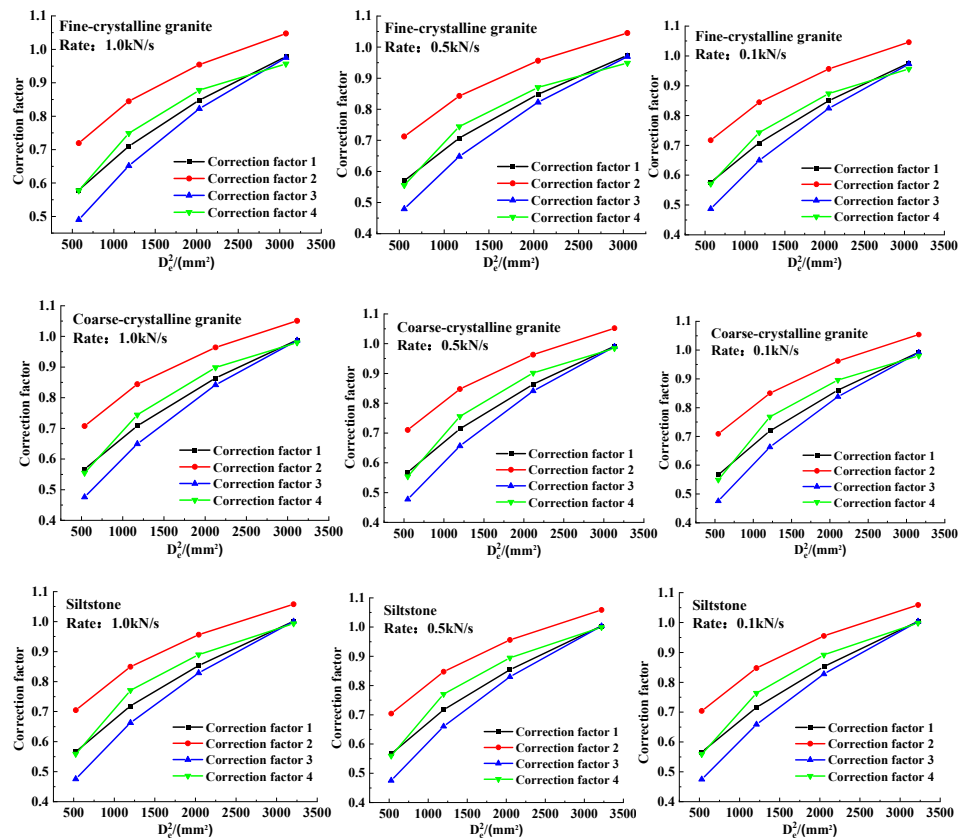 Fine-crystalline granite
Rate：1.0kN/s
Correction factor
1.1
1.0
0.9
0.8
0.7
0.6
0.5
Correction factor 1
Correction factor 2
Correction factor 3
Correction factor 4
500 1000 1500 2000 2500 3000 3500
Dₑ²/(mm²)
Fine-crystalline granite
Rate：0.5kN/s
Correction factor
1.1
1.0
0.9
0.8
0.7
0.6
0.5
0.4
Correction factor 1
Correction factor 2
Correction factor 3
Correction factor 4
500 1000 1500 2000 2500 3000 3500
Dₑ²/(mm²)
Fine-crystalline granite
Rate：0.1kN/s
Correction factor
1.1
1.0
0.9
0.8
0.7
0.6
0.5
0.4
Correction factor 1
Correction factor 2
Correction factor 3
Correction factor 4
500 1000 1500 2000 2500 3000 3500
Dₑ²/(mm²)
Coarse-crystalline granite
Rate：1.0kN/s
Correction factor
1.1
1.0
0.9
0.8
0.7
0.6
0.5
0.4
Correction factor 1
Correction factor 2
Correction factor 3
Correction factor 4
500 1000 1500 2000 2500 3000 3500
Dₑ²/(mm²)
Coarse-crystalline granite
Rate：0.5kN/s
Correction factor
1.1
1.0
0.9
0.8
0.7
0.6
0.5
0.4
Correction factor 1
Correction factor 2
Correction factor 3
Correction factor 4
500 1000 1500 2000 2500 3000 3500
Dₑ²/(mm²)
Coarse-crystalline granite
Rate：0.1kN/s
Correction factor
1.1
1.0
0.9
0.8
0.7
0.6
0.5
0.4
Correction factor 1
Correction factor 2
Correction factor 3
Correction factor 4
500 1000 1500 2000 2500 3000 3500
Dₑ²/(mm²)
Siltstone
Rate：1.0kN/s
Correction factor
1.1
1.0
0.9
0.8
0.7
0.6
0.5
0.4
Correction factor 1
Correction factor 2
Correction factor 3
Correction factor 4
500 1000 1500 2000 2500 3000 3500
Dₑ²/(mm²)
Siltstone
Rate：0.5kN/s
Correction factor
1.1
1.0
0.9
0.8
0.7
0.6
0.5
0.4
Correction factor 1
Correction factor 2
Correction factor 3
Correction factor 4
500 1000 1500 2000 2500 3000 3500
Dₑ²/(mm²)
Siltstone
Rate：0.1kN/s
Correction factor
1.1
1.0
0.9
0.8
0.7
0.6
0.5
0.4
Correction factor 1
Correction factor 2
Correction factor 3
Correction factor 4
500 1000 1500 2000 2500 3000 3500
Dₑ²/(mm²)